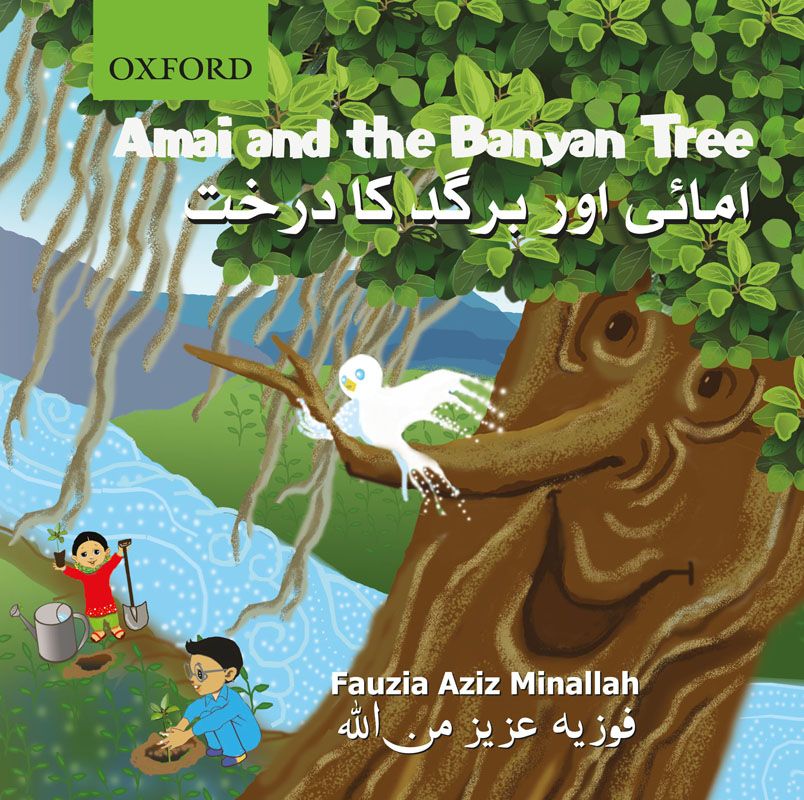 OXFORD
Amai and the Banyan Tree
امائی اور برگد کا درخت
Fauzia Aziz Minallah
فوزیہ عزیز من اللہ